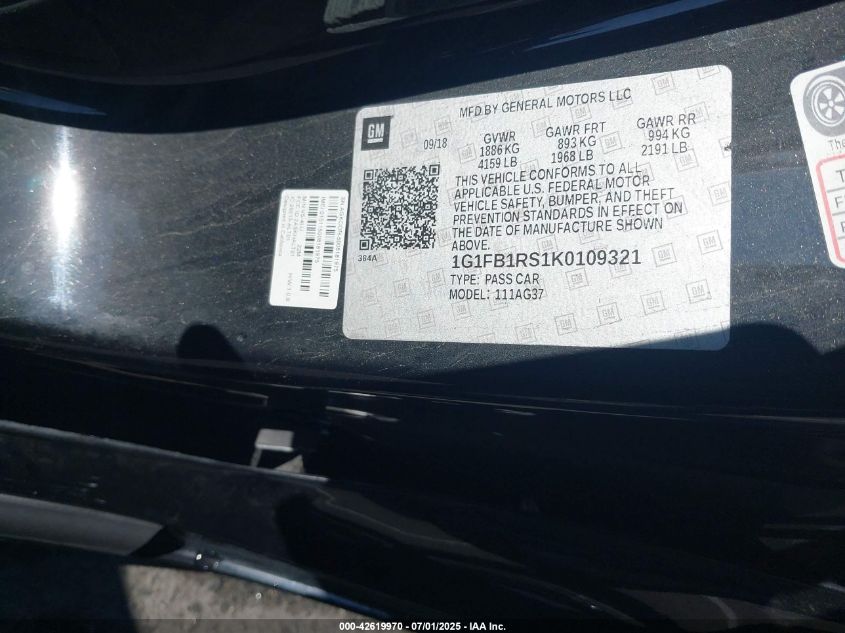 MFD BY GENERAL MOTORS LLC
GM
09/18
GVWR
1886 KG
4159 LB
GAWR FRT
893 KG
1968 LB
GAWR RR
994 KG
2191 LB
THIS VEHICLE CONFORMS TO ALL
APPLICABLE U.S. FEDERAL MOTOR
VEHICLE SAFETY, BUMPER, AND THEFT
PREVENTION STANDARDS IN EFFECT ON
THE DATE OF MANUFACTURE SHOWN
ABOVE.
384A
1G1FB1RS1K0109321
TYPE: PASS CAR
MODEL: 111AG37
The
000-42619970 - 07/01/2025 - IAA Inc.